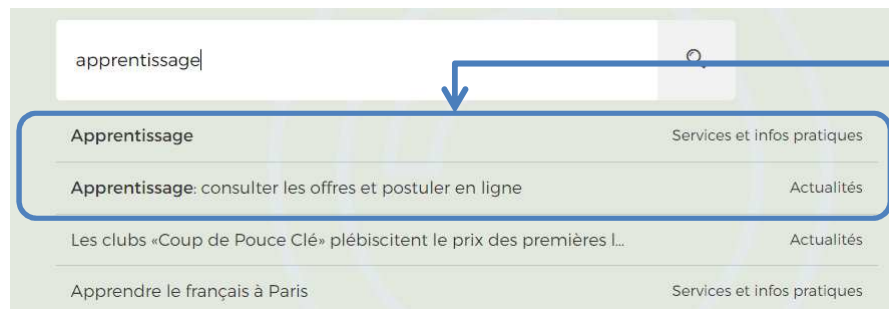 apprentissage
Apprentissage Services et infos pratiques
Apprentissage: consulter les offres et postuler en ligne Actualités
Les clubs «Coup de Pouce Clé» plébiscitent le prix des premières l... Actualités
Apprendre le français à Paris Services et infos pratiques